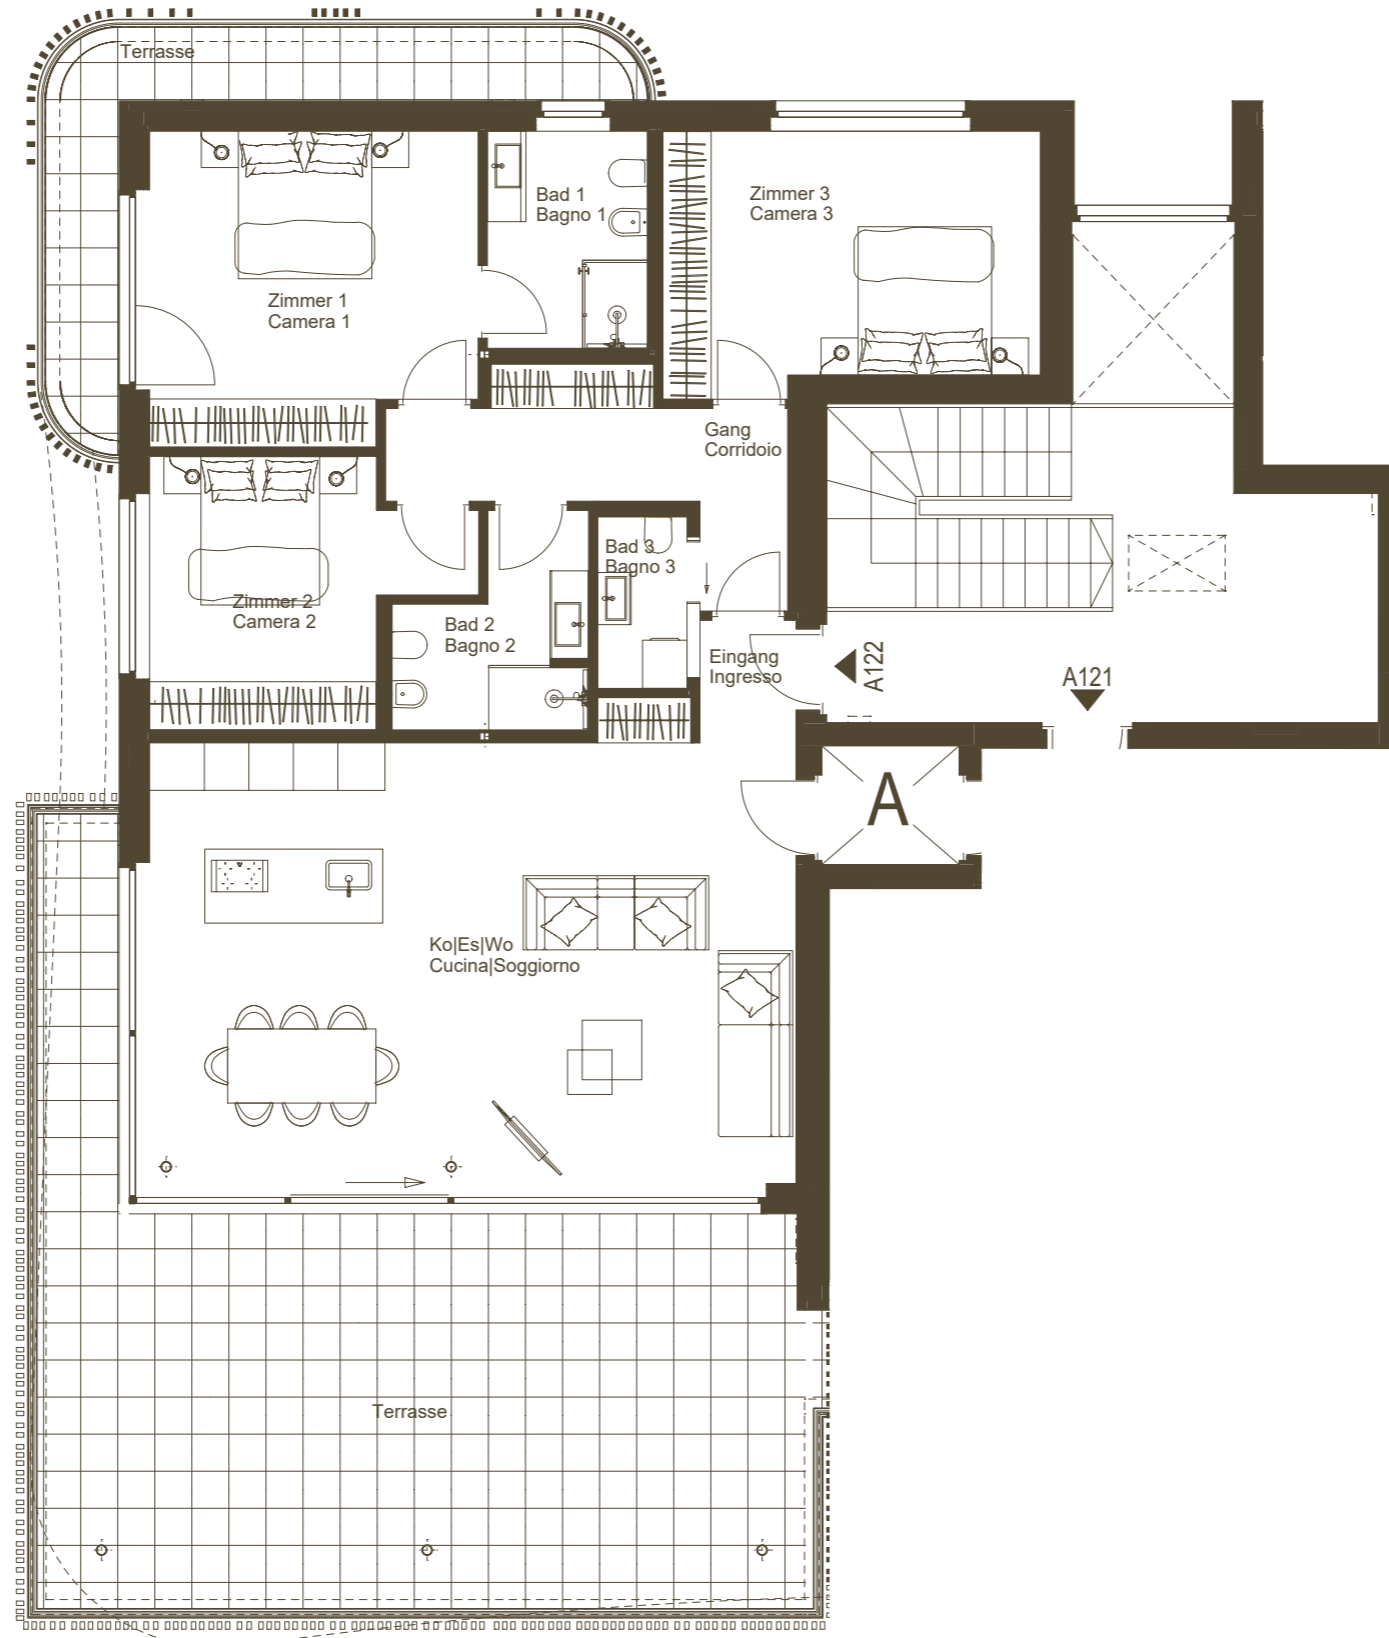 Terrasse
Bad 1
Bagno 1
Zimmer 3
Camera 3
Zimmer 1
Camera 1
Gang
Corridoio
Bad 3
Bagno 3
Zimmer 2
Camera 2
Bad 2
Bagno 2
Eingang
Ingresso
A122
A121
A
Ko|Es|Wo
Cucina|Soggiorno
Terrasse